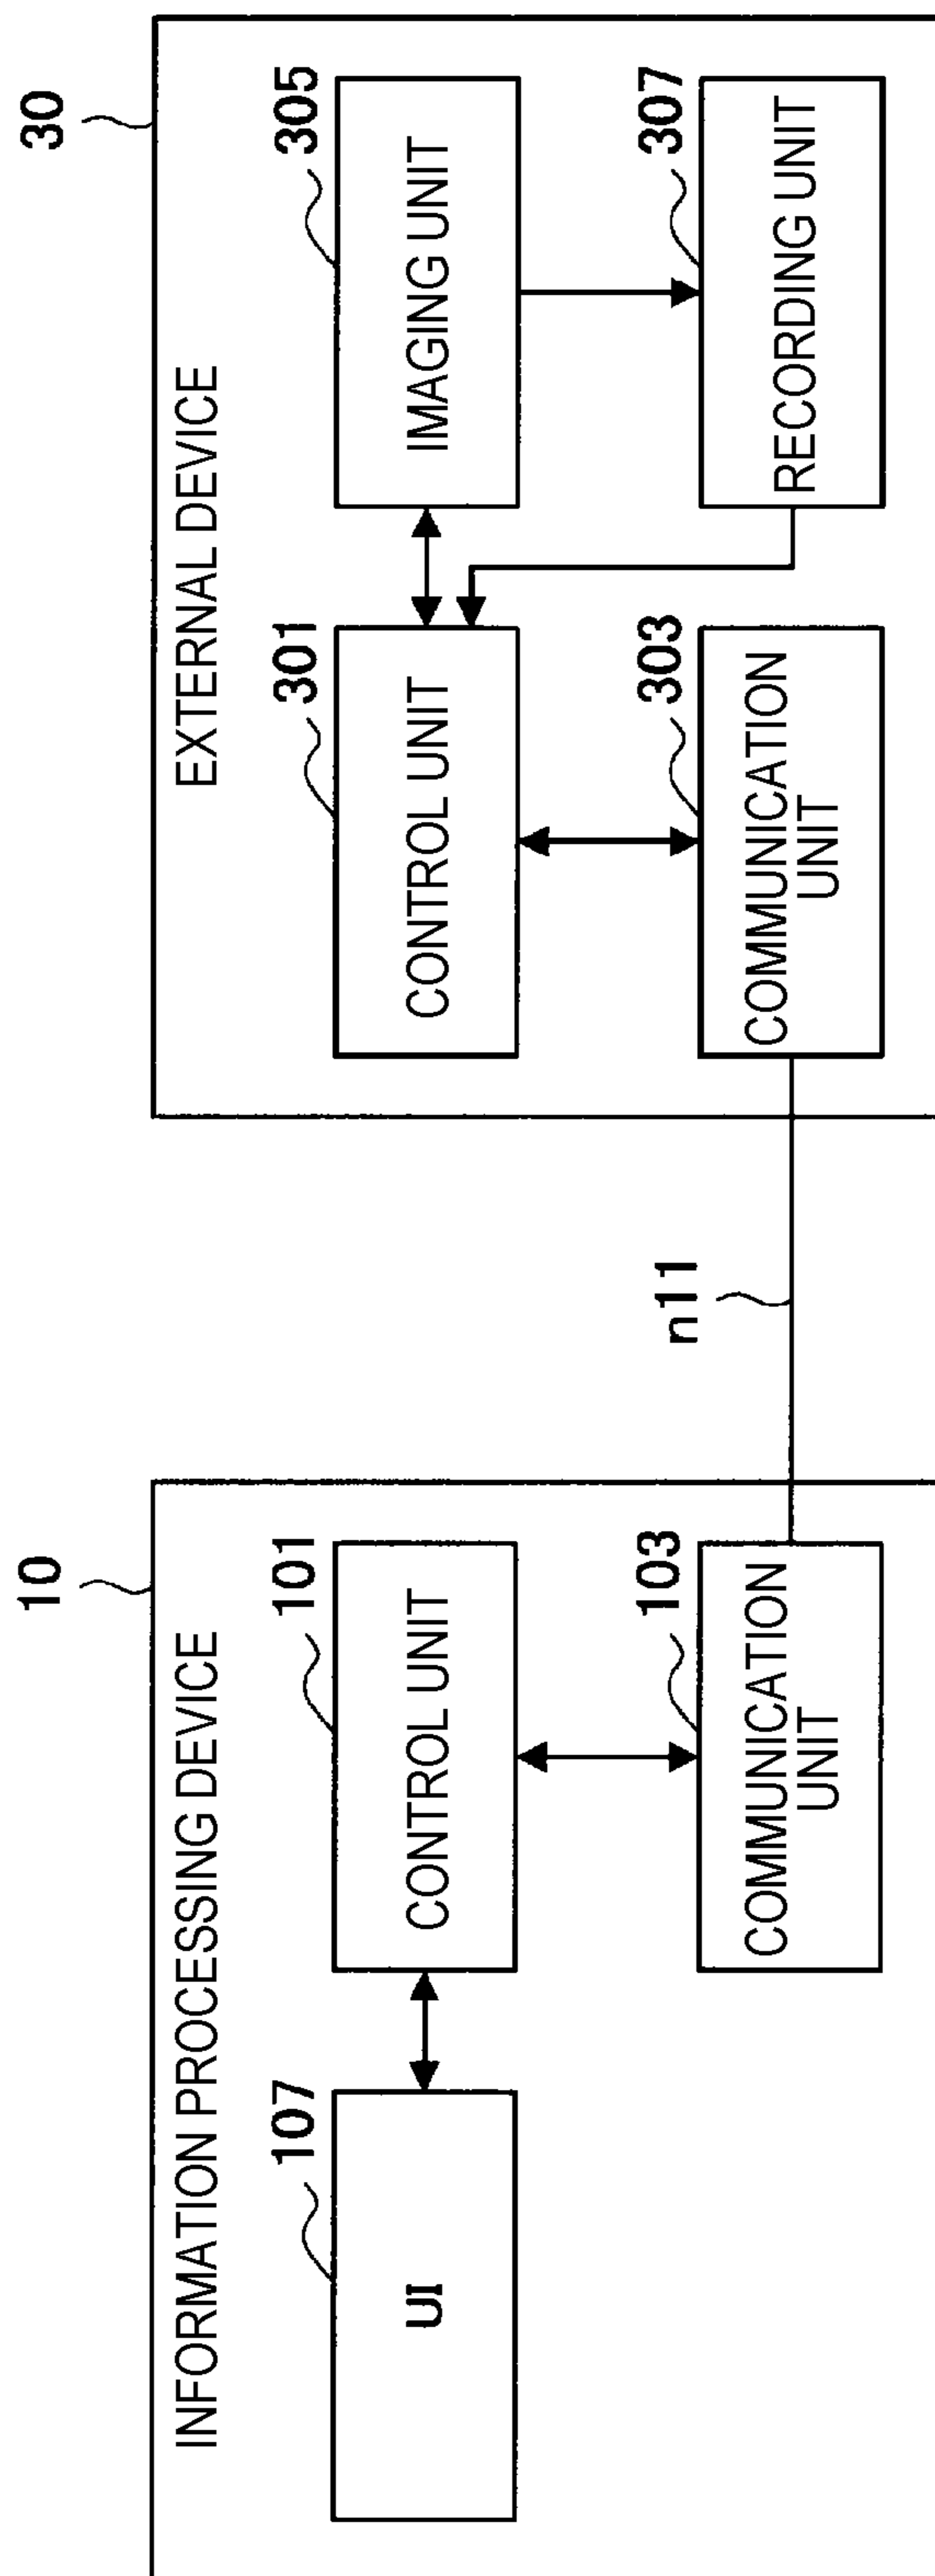 10
INFORMATION PROCESSING DEVICE
107
UI
101
CONTROL UNIT
103
COMMUNICATION
UNIT
n11
30
EXTERNAL DEVICE
301
CONTROL UNIT
305
IMAGING UNIT
303
COMMUNICATION
UNIT
307
RECORDING UNIT